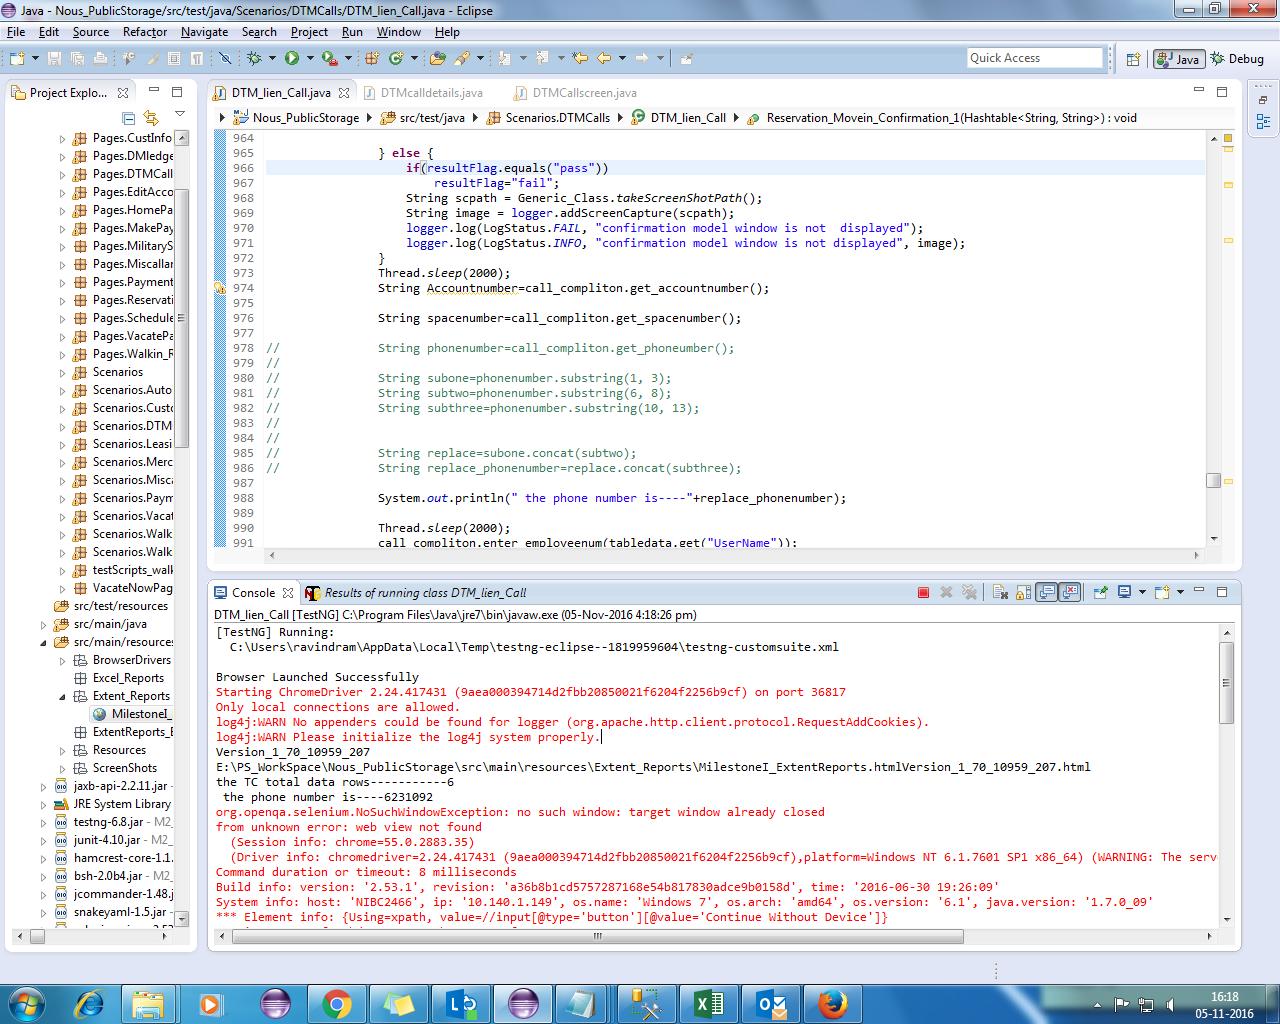 Java - Nous_PublicStorage/src/test/java/Scenarios/DTMCalls/DTM_lien_Call.java - Eclipse
File Edit Source Refactor Navigate Search Project Run Window Help
Quick Access
Java
Debug
Project Explo...
Pages.CustInfo
Pages.DMledge
Pages.DTMCall
Pages.EditAcco
Pages.HomePa
Pages.MakePay
Pages.MilitaryS
Pages.Miscallar
Pages.Payment
Pages.Reservati
Pages.Schedule
Pages.VacatePa
Pages.Walkin_R
Scenarios
Scenarios.Auto
Scenarios.Custo
Scenarios.DTM
Scenarios.Leasi
Scenarios.Merc
Scenarios.Misca
Scenarios.Paym
Scenarios.Vacat
Scenarios.Walk
Scenarios.Walk
testScripts_walk
VacateNowPag
src/test/resources
src/main/java
src/main/resources
BrowserDrivers
Excel_Reports
Extent_Reports
MilestoneI_
ExtentReports_E
Resources
ScreenShots
jaxb-api-2.2.11.jar -
JRE System Library
testng-6.8.jar - M2_
junit-4.10.jar - M2_
hamcrest-core-1.1.
bsh-2.0b4.jar - M2_
jcommander-1.48.j
snakeyaml-1.5.jar -
DTM_lien_Call.java
DTMcalldetails.java
DTMCallscreen.java
Nous_PublicStorage src/test/java Scenarios.DTMCalls DTM_lien_Call Reservation_Movein_Confirmation_1(Hashtable<String, String>) : void
964
965 } else {
966 if(resultFlag.equals("pass"))
967 resultFlag="fail";
968 String scpath = Generic_Class.takeScreenShotPath();
969 String image = logger.addScreenCapture(scpath);
970 logger.log(LogStatus.FAIL, "confirmation model window is not  displayed");
971 logger.log(LogStatus.INFO, "confirmation model window is not displayed", image);
972 }
973 Thread.sleep(2000);
974 String Accountnumber=call_compliton.get_accountnumber();
975
976 String spacenumber=call_compliton.get_spacenumber();
977
978 // String phonenumber=call_compliton.get_phoneumber();
979 //
980 // String subone=phonenumber.substring(1, 3);
981 // String subtwo=phonenumber.substring(6, 8);
982 // String subthree=phonenumber.substring(10, 13);
983 //
984 //
985 // String replace=subone.concat(subtwo);
986 // String replace_phonenumber=replace.concat(subthree);
987
988 System.out.println(" the phone number is----"+replace_phonenumber);
989
990 Thread.sleep(2000);
991 call_compliton.enter_employeenum(tabledata.get("UserName"));
Console
Results of running class DTM_lien_Call
DTM_lien_Call [TestNG] C:\Program Files\Java\jre7\bin\javaw.exe (05-Nov-2016 4:18:26 pm)
[TestNG] Running:
C:\Users\ravindram\AppData\Local\Temp\testng-eclipse--1819959604\testng-customsuite.xml
Browser Launched Successfully
Starting ChromeDriver 2.24.417431 (9aea000394714d2fbb20850021f6204f2256b9cf) on port 36817
Only local connections are allowed.
log4j:WARN No appenders could be found for logger (org.apache.http.client.protocol.RequestAddCookies).
log4j:WARN Please initialize the log4j system properly.
Version_1_70_10959_207
E:\PS_WorkSpace\Nous_PublicStorage\src\main\resources\Extent_Reports\MilestoneI_ExtentReports.htmlVersion_1_70_10959_207.html
the TC total data rows-----------6
the phone number is----6231092
org.openqa.selenium.NoSuchWindowException: no such window: target window already closed
from unknown error: web view not found
(Session info: chrome=55.0.2883.35)
(Driver info: chromedriver=2.24.417431 (9aea000394714d2fbb20850021f6204f2256b9cf),platform=Windows NT 6.1.7601 SP1 x86_64) (WARNING: The serv
Command duration or timeout: 8 milliseconds
Build info: version: '2.53.1', revision: 'a36b8b1cd5757287168e54b817830adce9b0158d', time: '2016-06-30 19:26:09'
System info: host: 'NIBC2466', ip: '10.140.1.149', os.name: 'Windows 7', os.arch: 'amd64', os.version: '6.1', java.version: '1.7.0_09'
*** Element info: {Using=xpath, value=//input[@type='button'][@value='Continue Without Device']}
16:18
05-11-2016